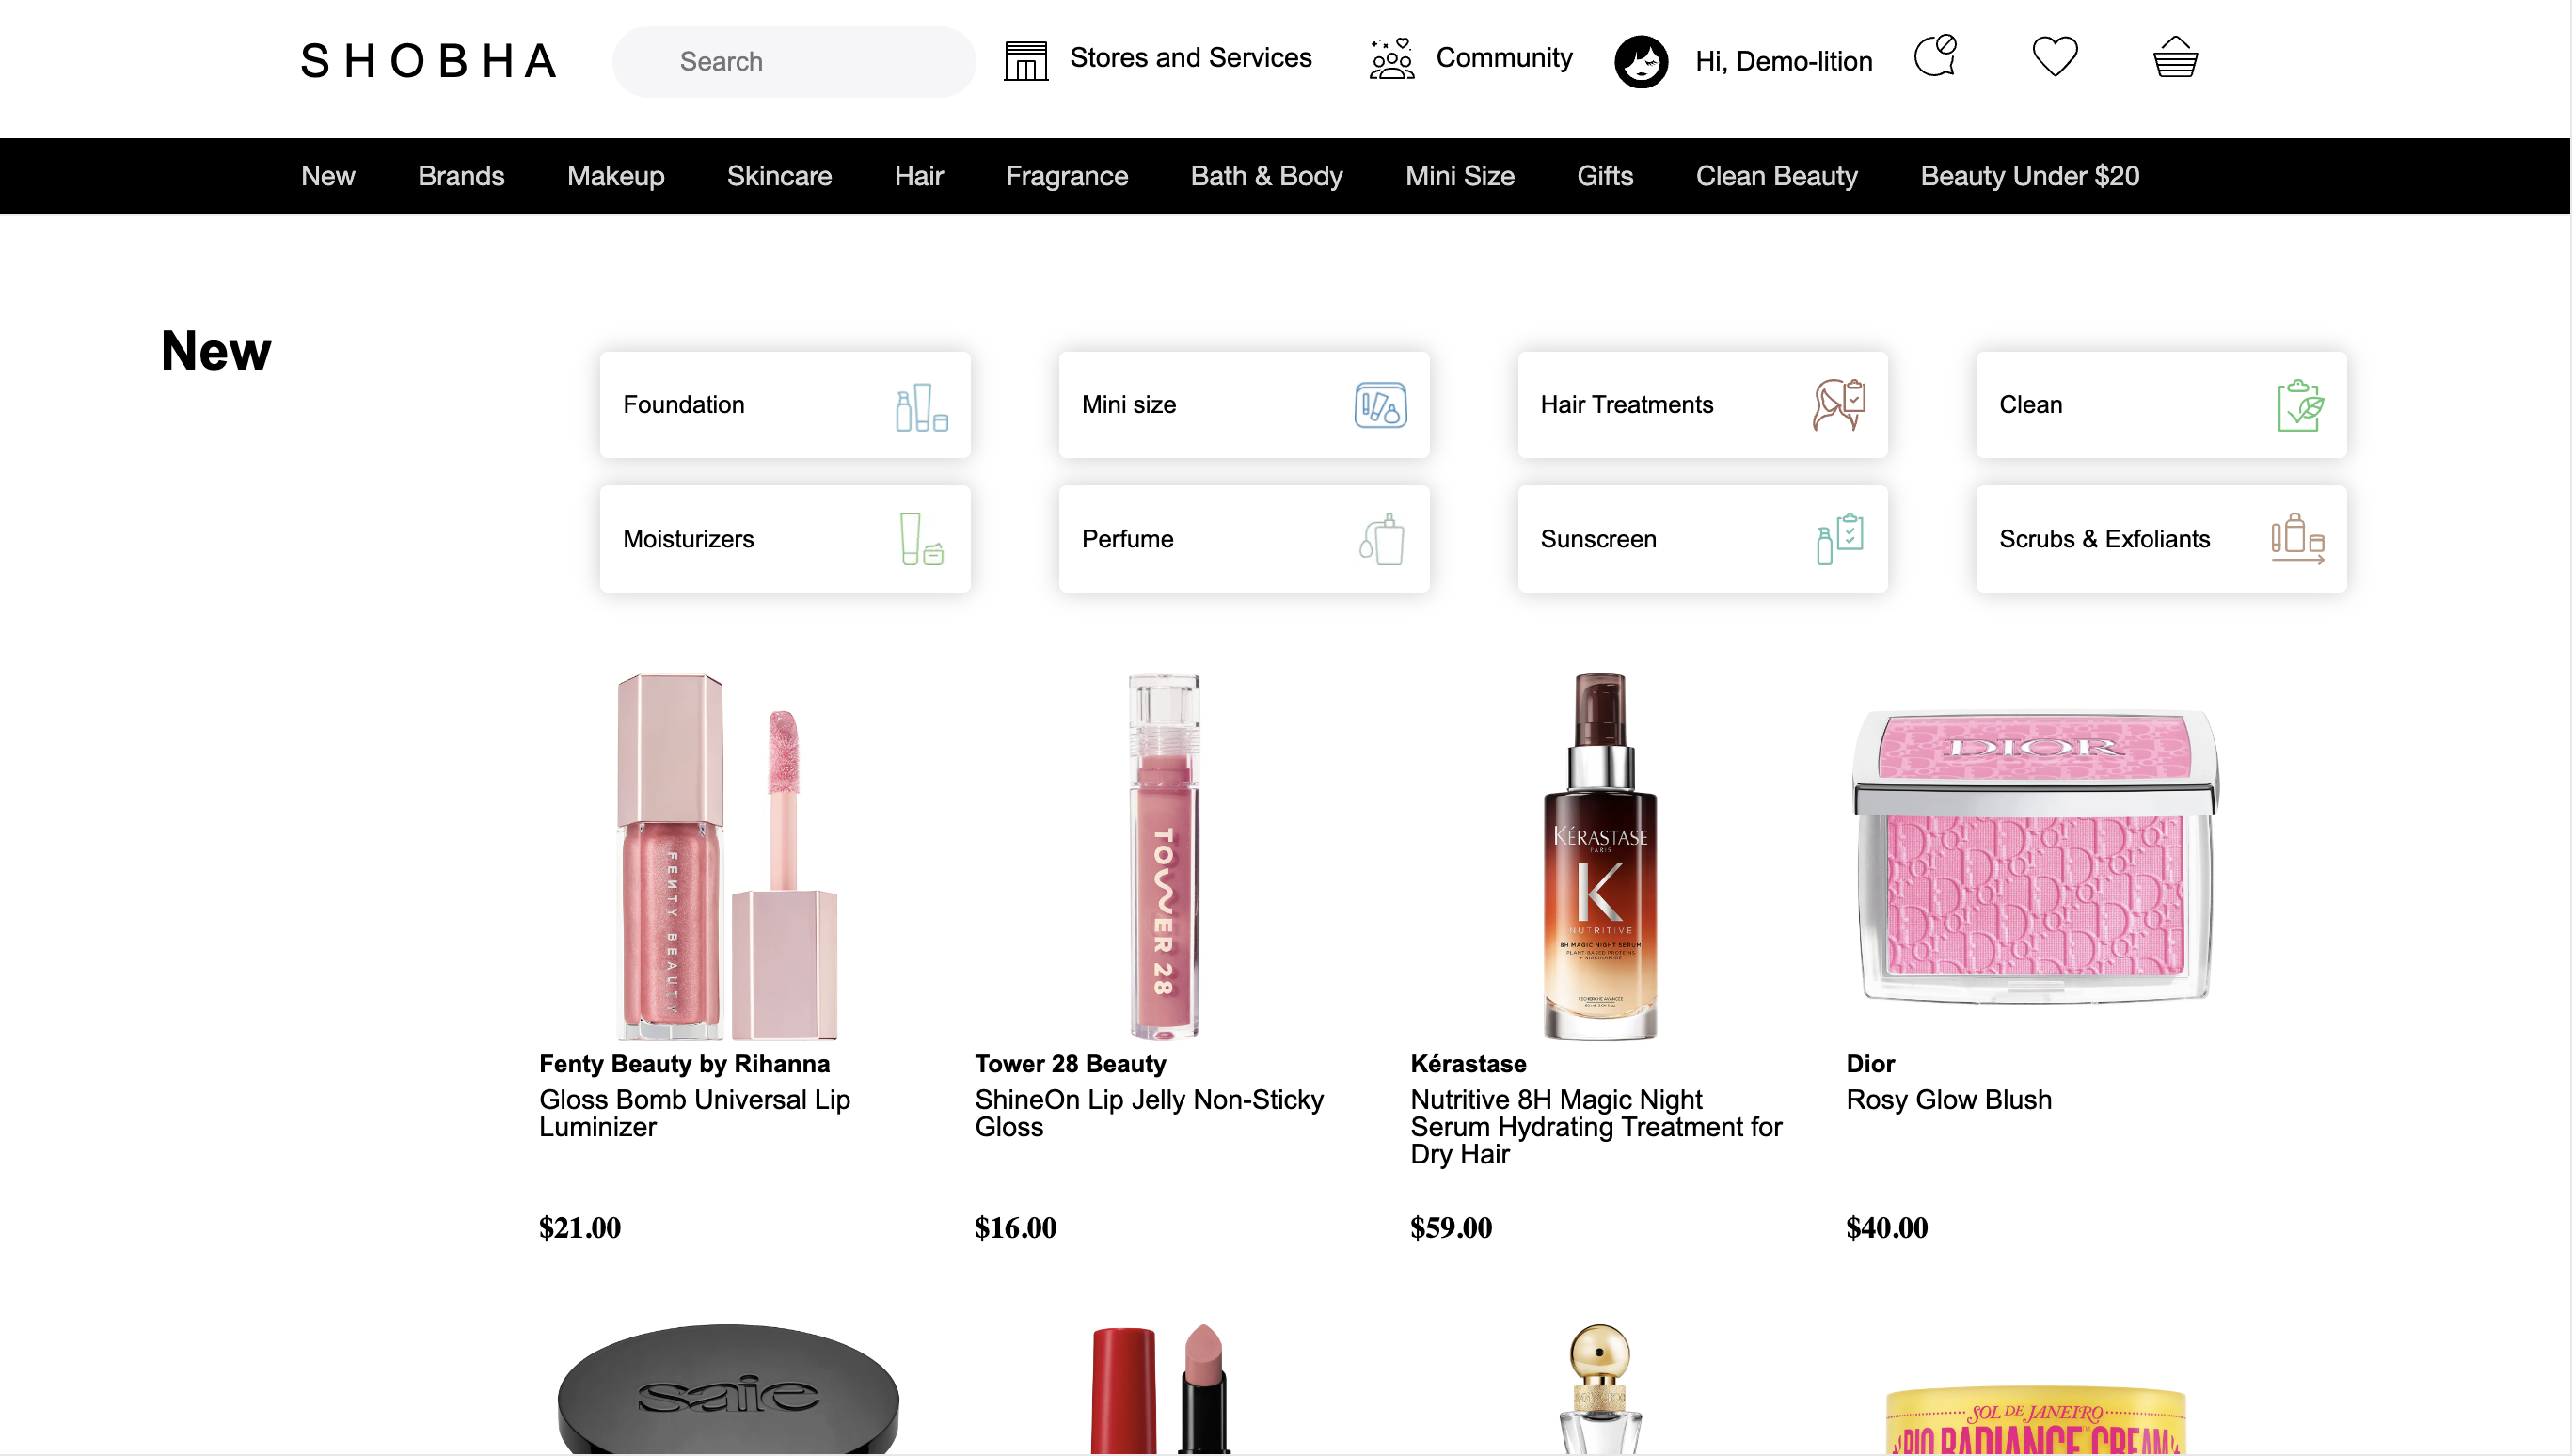 SHOBHA
Search
Stores and Services
Community
Hi, Demo-lition
New
Brands
Makeup
Skincare
Hair
Fragrance
Bath & Body
Mini Size
Gifts
Clean Beauty
Beauty Under $20
New
Foundation
Mini size
Hair Treatments
Clean
Moisturizers
Perfume
Sunscreen
Scrubs & Exfoliants
FENTY BEAUTY
TOWER 28
KÉRASTASE
PARIS
K
NUTRITIVE
8H MAGIC NIGHT SERUM
PLANT-BASED PROTEINS
+ NIACINAMIDE
DIOR
Fenty Beauty by Rihanna
Gloss Bomb Universal Lip
Luminizer
$21.00
Tower 28 Beauty
ShineOn Lip Jelly Non-Sticky
Gloss
$16.00
Kérastase
Nutritive 8H Magic Night
Serum Hydrating Treatment for
Dry Hair
$59.00
Dior
Rosy Glow Blush
$40.00
saie
SOL DE JANEIRO
RADIANCE CREAM